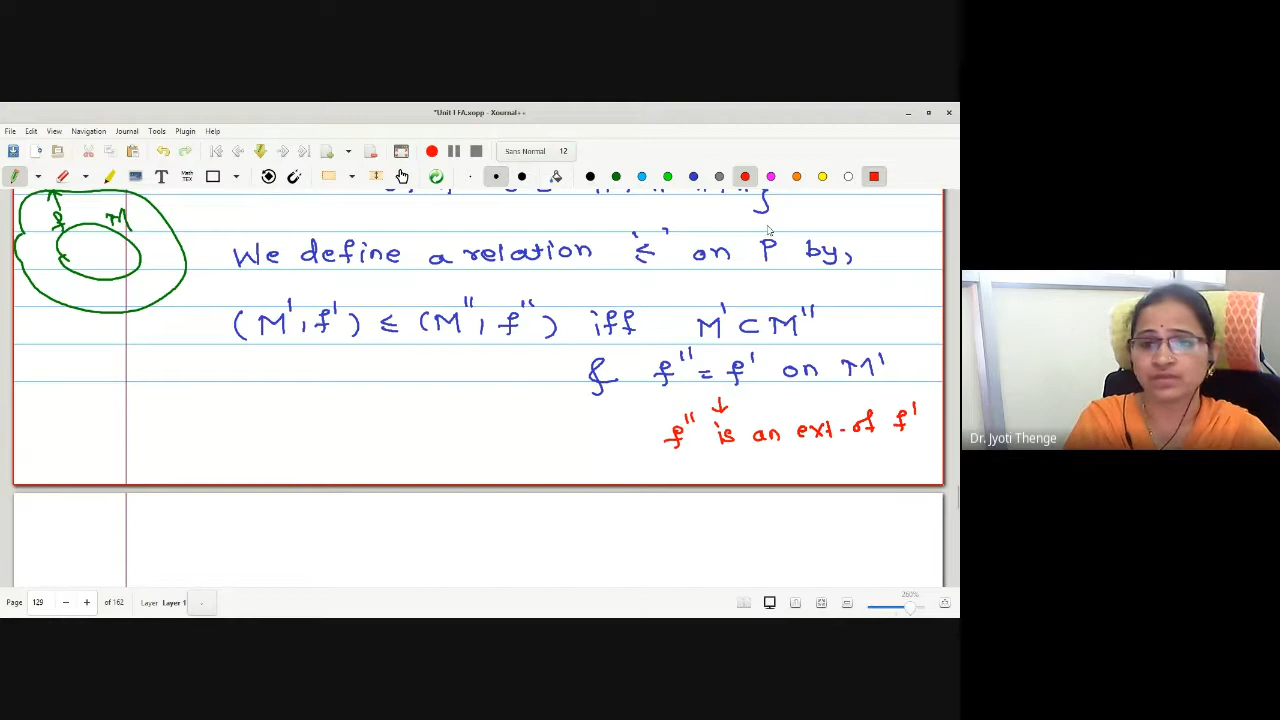 *Unit I FA.xopp - Xournal++
File Edit View Navigation Journal Tools Plugin Help
Sans Normal 12
f M
We define a relation '≤' on P by,
(M', f') ≤ (M'', f'') iff M' ⊂ M''
& f'' = f' on M'
↓
f'' is an ext. of f'
Dr. Jyoti Thenge
Page 129 of 162 Layer Layer 1
260%